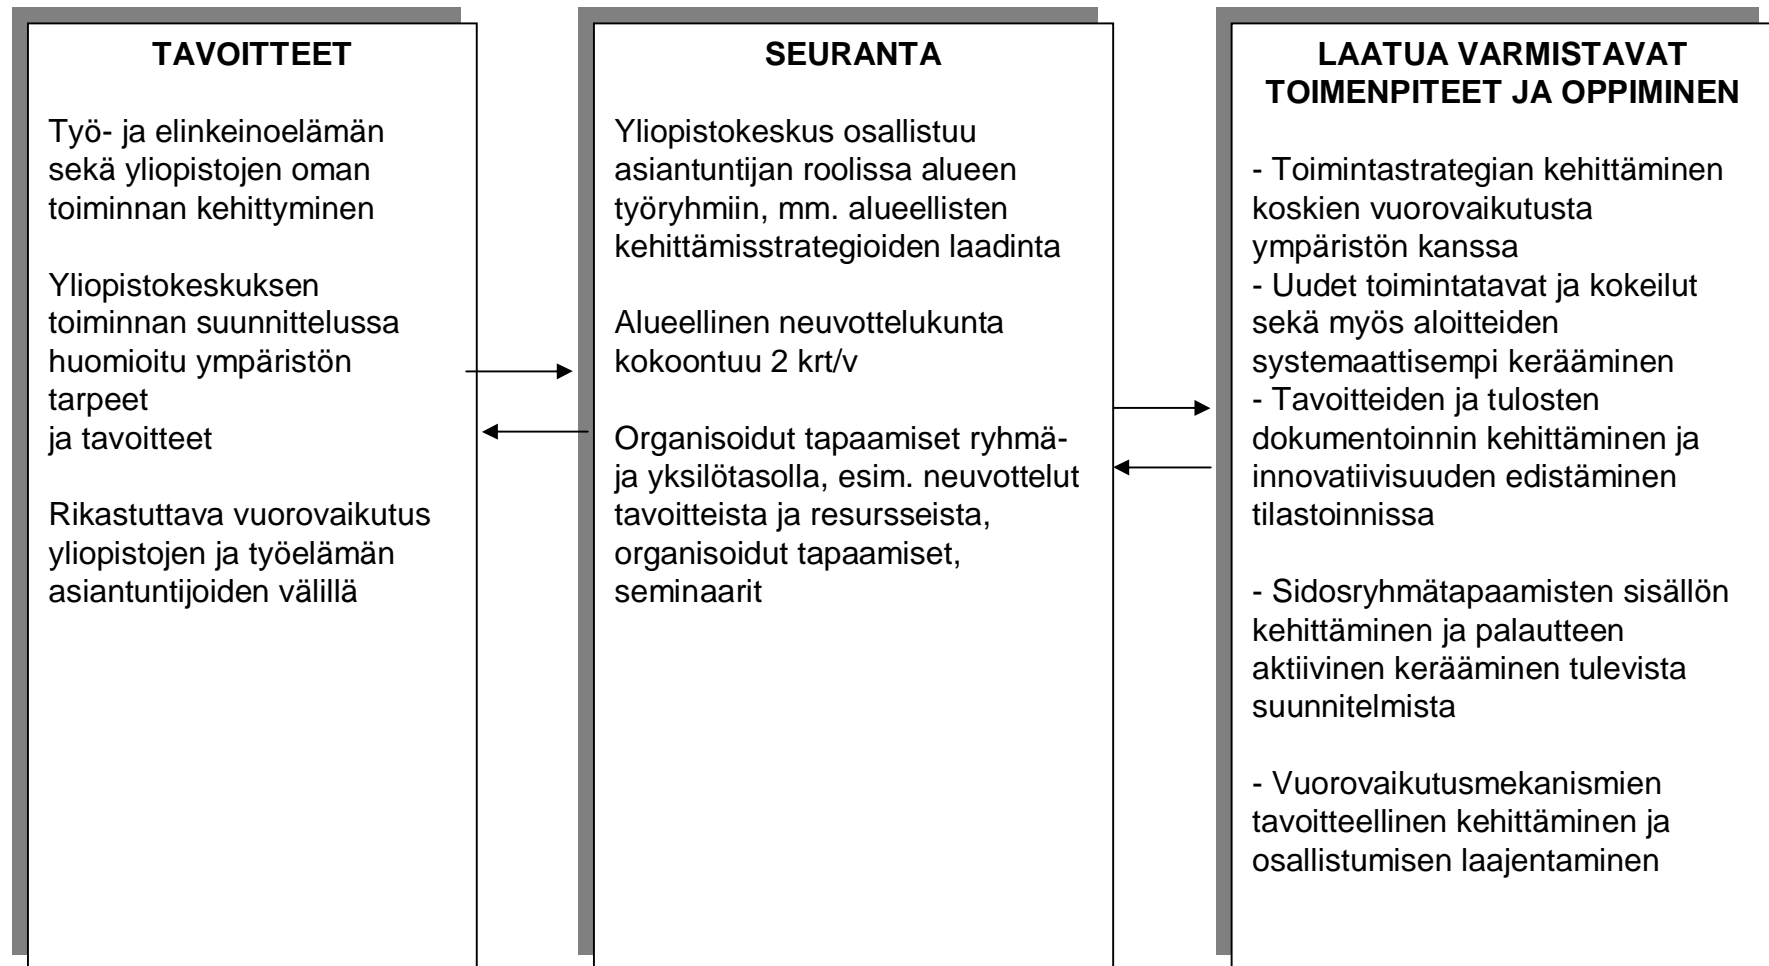 TAVOITTEET
Työ- ja elinkeinoelämän
sekä yliopistojen oman
toiminnan kehittyminen
Yliopistokeskuksen
toiminnan suunnittelussa
huomioitu ympäristön
tarpeet
ja tavoitteet
Rikastuttava vuorovaikutus
yliopistojen ja työelämän
asiantuntijoiden välillä
SEURANTA
Yliopistokeskus osallistuu
asiantuntijan roolissa alueen
työryhmiin, mm. alueellisten
kehittämisstrategioiden laadinta
Alueellinen neuvottelukunta
kokoontuu 2 krt/v
Organisoidut tapaamiset ryhmä-
ja yksilötasolla, esim. neuvottelut
tavoitteista ja resursseista,
organisoidut tapaamiset,
seminaarit
LAATUA VARMISTAVAT
TOIMENPITEET JA OPPIMINEN
- Toimintastrategian kehittäminen
koskien vuorovaikutusta
ympäristön kanssa
- Uudet toimintatavat ja kokeilut
sekä myös aloitteiden
systemaattisempi kerääminen
- Tavoitteiden ja tulosten
dokumentoinnin kehittäminen ja
innovatiivisuuden edistäminen
tilastoinnissa
- Sidosryhmätapaamisten sisällön
kehittäminen ja palautteen
aktiivinen kerääminen tulevista
suunnitelmista
- Vuorovaikutusmekanismien
tavoitteellinen kehittäminen ja
osallistumisen laajentaminen